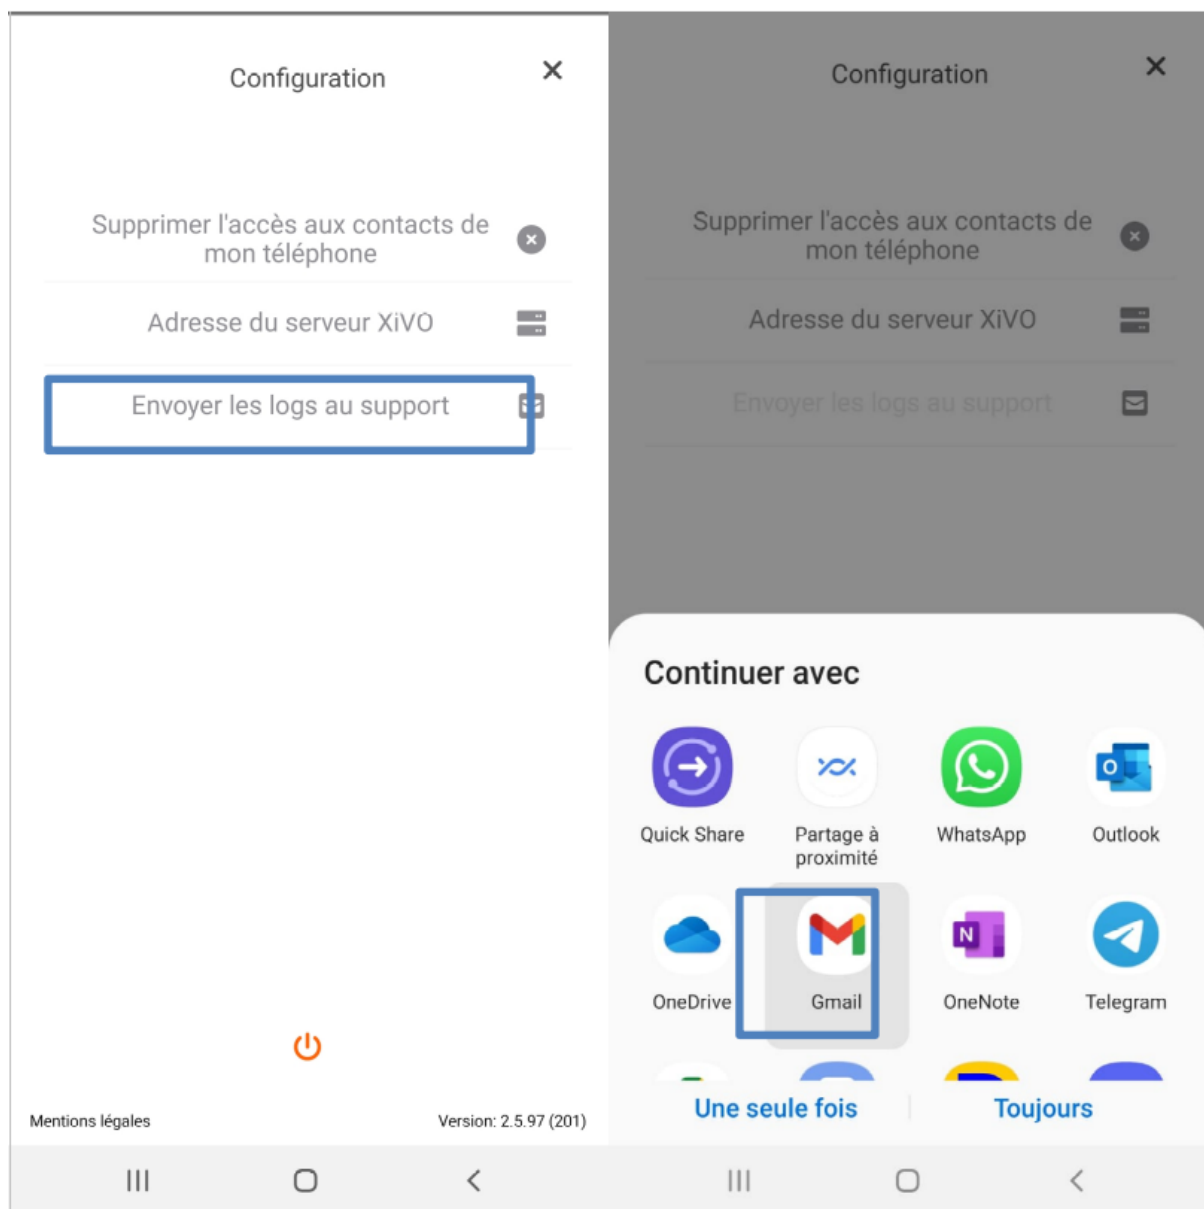 Configuration
Supprimer l'accès aux contacts de
mon téléphone
Adresse du serveur XiVO
Envoyer les logs au support
Mentions légales
Version: 2.5.97 (201)
Configuration
Supprimer l'accès aux contacts de
mon téléphone
Adresse du serveur XiVO
Envoyer les logs au support
Continuer avec
Quick Share
Partage à
proximité
WhatsApp
Outlook
OneDrive
Gmail
OneNote
Telegram
Une seule fois
Toujours